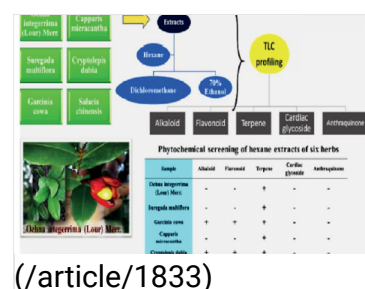 integerrima
(Lour) Merr.
Capparis
micracantha
Suregada
multiflora
Cryptolepis
dubia
Garcinia
cowa
Salacia
chinensis
Extracts
Hexane
Dichloromethane
70%
Ethanol
TLC
profiling
Alkaloid
Flavonoid
Terpene
Cardiac
glycoside
Anthraquinone
Phytochemical screening of hexane extracts of six herbs
Sample Alkaloid Flavonoid Terpene Cardiac glycoside Anthraquinone
Ochna integerrima
(Lour) Merr. - - + - -
Suregada multiflora - - + - -
Garcinia cowa + + + - -
Capparis
micracantha - - + - -
Cryptolepis dubia + + + - -
Ochna integerrima (Lour) Merr.
(/article/1833)